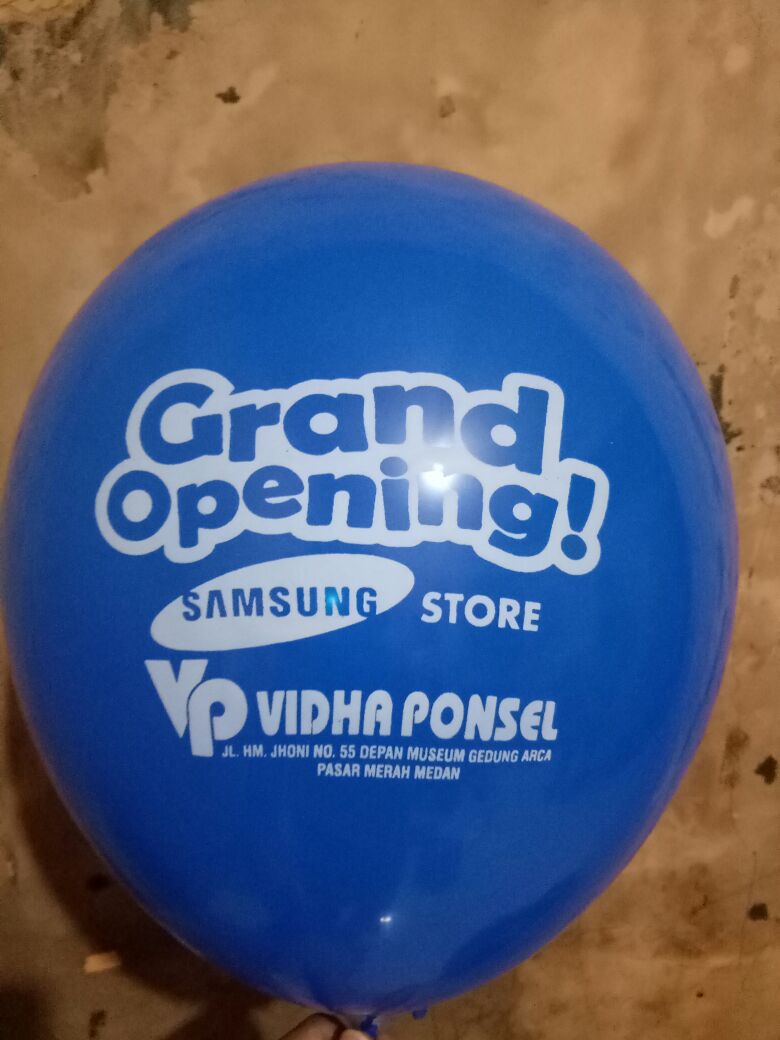 Grand
Opening!
SAMSUNG STORE
VP VIDHA PONSEL
JL. HM. JHONI NO. 55 DEPAN MUSEUM GEDUNG ARCA
PASAR MERAH MEDAN